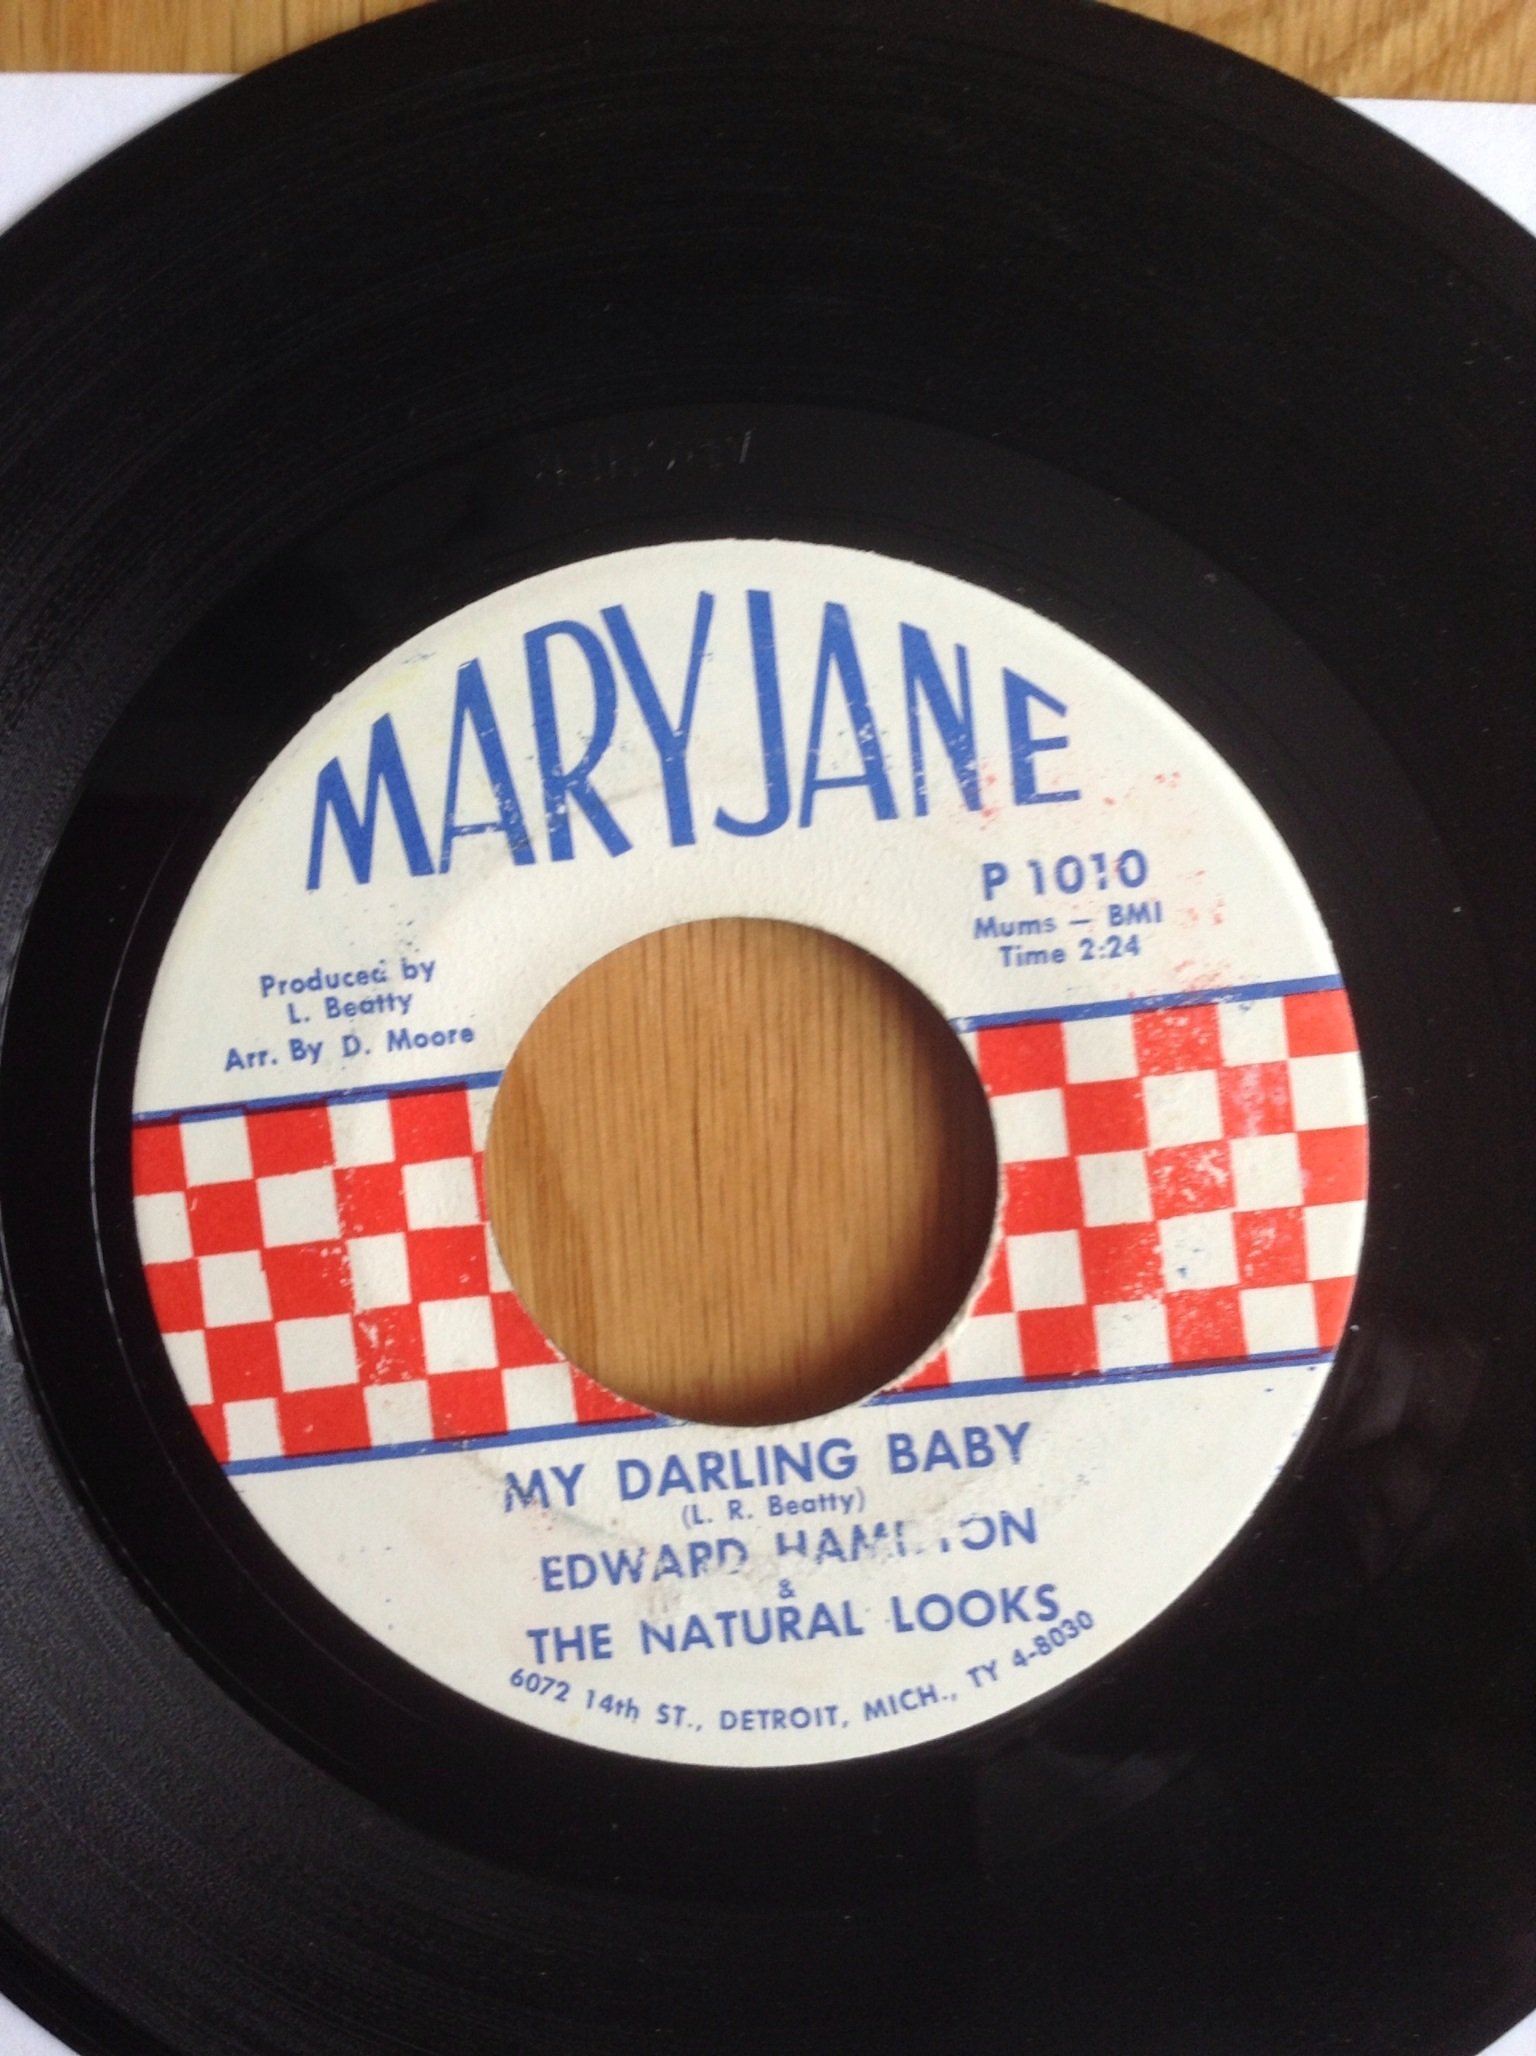 MARYJANE
P 1010
Mums — BMI
Time 2:24
Produced by
L. Beatty
Arr. By D. Moore
MY DARLING BABY
(L. R. Beatty)
EDWARD HAMILTON
&
THE NATURAL LOOKS
6072 14th ST., DETROIT, MICH., TY 4-8030